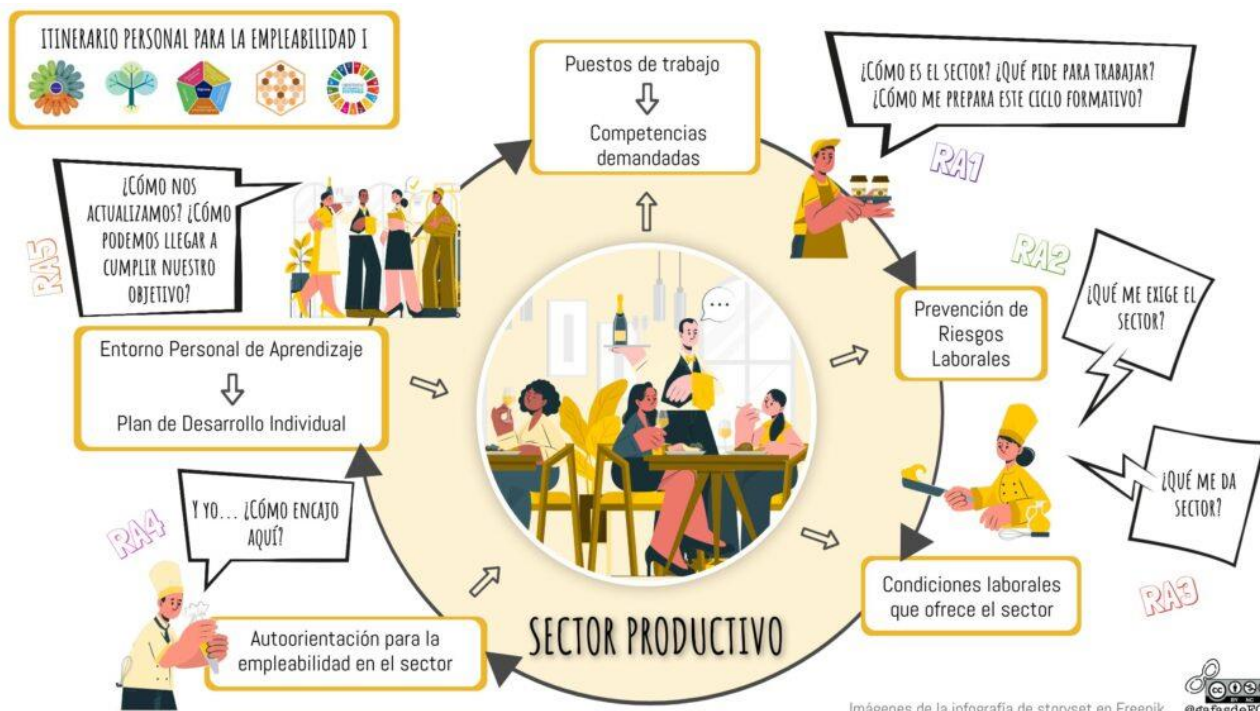 ITINERARIO PERSONAL PARA LA EMPLEABILIDAD I
Puestos de trabajo
Competencias
demandadas
¿CÓMO ES EL SECTOR? ¿QUÉ PIDE PARA TRABAJAR?
¿CÓMO ME PREPARA ESTE CICLO FORMATIVO?
RA1
RA2
¿QUÉ ME EXIGE EL
SECTOR?
Prevención de
Riesgos
Laborales
¿QUÉ ME DA
SECTOR?
RA3
Condiciones laborales
que ofrece el sector
SECTOR PRODUCTIVO
Autoorientación para la
empleabilidad en el sector
RA4
Y YO... ¿CÓMO ENCAJO
AQUÍ?
Entorno Personal de Aprendizaje
Plan de Desarrollo Individual
RA5
¿CÓMO NOS
ACTUALIZAMOS? ¿CÓMO
PODEMOS LLEGAR A
CUMPLIR NUESTRO
OBJETIVO?
Imágenes de la infografía de storyset en Freepik